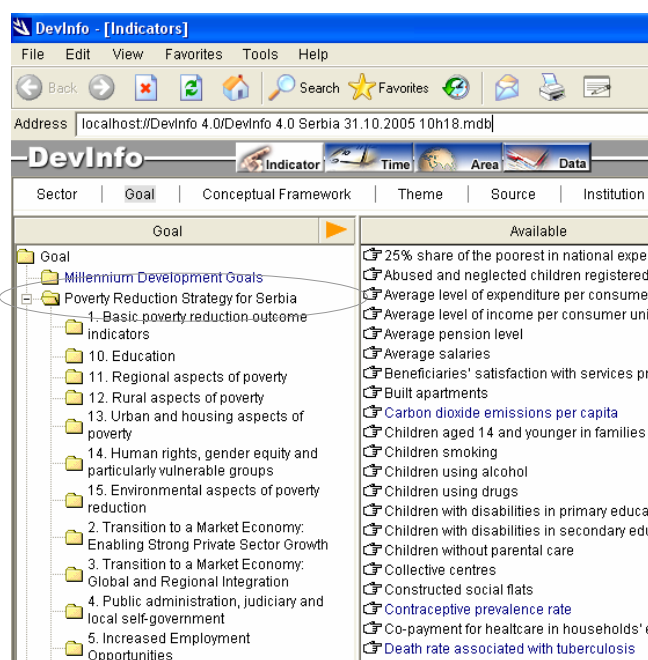 DevInfo - [Indicators]
File Edit View Favorites Tools Help
Back Search Favorites
Address localhost://DevInfo 4.0/DevInfo 4.0 Serbia 31.10.2005 10h18.mdb
DevInfo Indicator Time Area Data
Sector | Goal | Conceptual Framework | Theme | Source | Institution
Goal
Goal
Millennium Development Goals
Poverty Reduction Strategy for Serbia
1. Basic poverty reduction outcome
indicators
10. Education
11. Regional aspects of poverty
12. Rural aspects of poverty
13. Urban and housing aspects of
poverty
14. Human rights, gender equity and
particularly vulnerable groups
15. Environmental aspects of poverty
reduction
2. Transition to a Market Economy:
Enabling Strong Private Sector Growth
3. Transition to a Market Economy:
Global and Regional Integration
4. Public administration, judiciary and
local self-government
5. Increased Employment
Opportunities
Available
25% share of the poorest in national expe
Abused and neglected children registered
Average level of expenditure per consume
Average level of income per consumer uni
Average pension level
Average salaries
Beneficiaries' satisfaction with services pr
Built apartments
Carbon dioxide emissions per capita
Children aged 14 and younger in families
Children smoking
Children using alcohol
Children using drugs
Children with disabilities in primary educa
Children with disabilities in secondary edu
Children without parental care
Collective centres
Constructed social flats
Contraceptive prevalence rate
Co-payment for healtcare in households' e
Death rate associated with tuberculosis